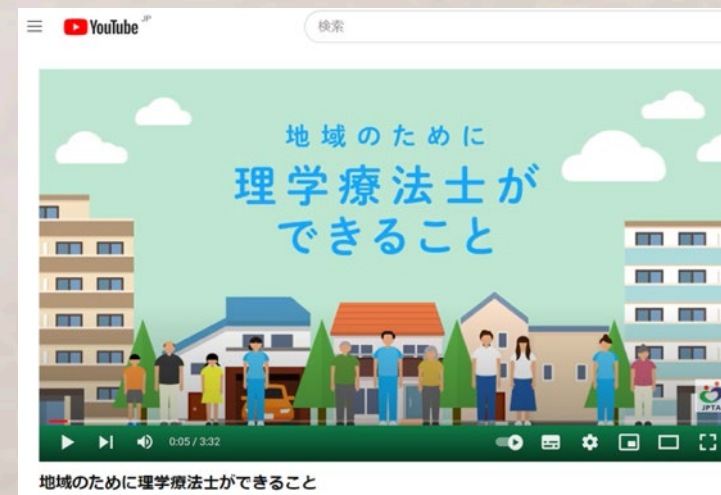 YouTube JP
検索
地域のために
理学療法士が
できること
JPTA
0:05 / 3:32
地域のために理学療法士ができること